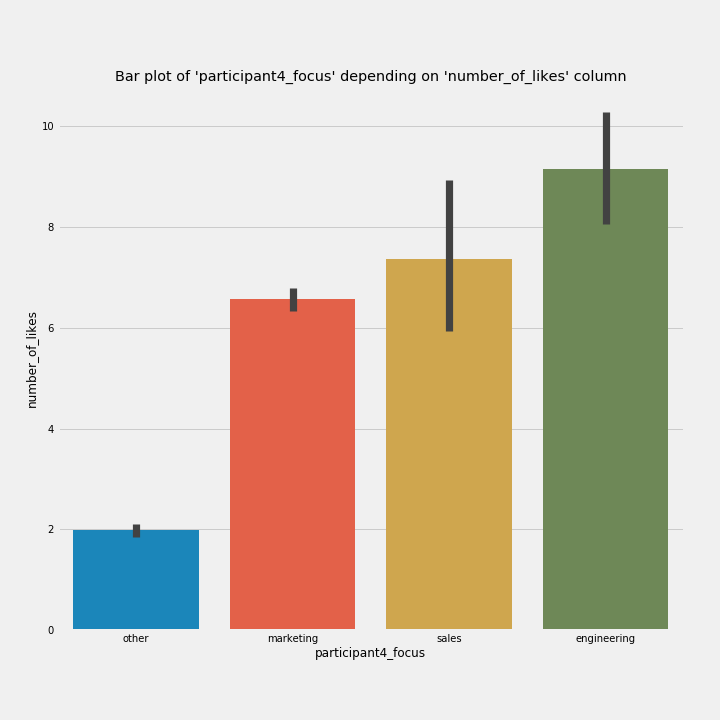 Bar plot of 'participant4_focus' depending on 'number_of_likes' column
10
8
6
4
2
0
number_of_likes
other marketing sales engineering
participant4_focus